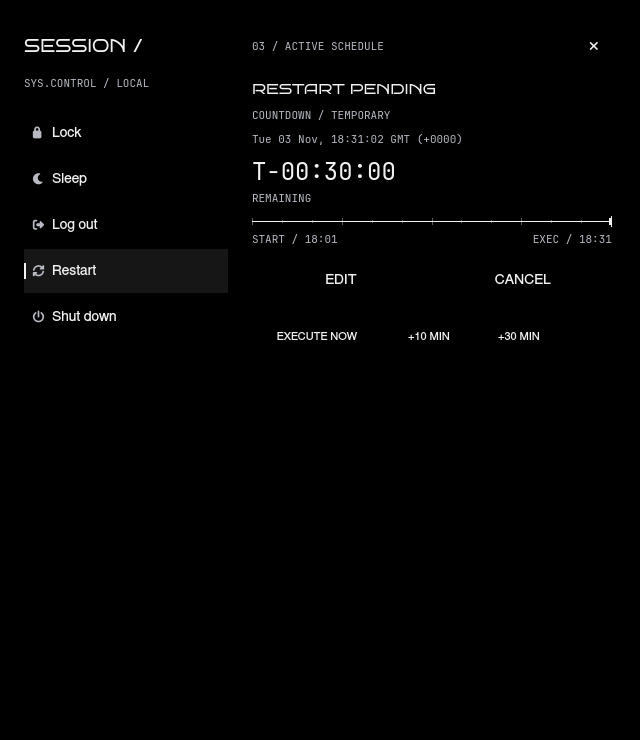 SESSION /
SYS.CONTROL / LOCAL
Lock
Sleep
Log out
Restart
Shut down
03 / ACTIVE SCHEDULE
RESTART PENDING
COUNTDOWN / TEMPORARY
Tue 03 Nov, 18:31:02 GMT (+0000)
T-00:30:00
REMAINING
START / 18:01
EXEC / 18:31
EDIT
CANCEL
EXECUTE NOW
+10 MIN
+30 MIN